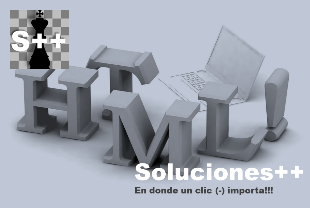 S++
HTML!
Soluciones++
En donde un clic (-) importa!!!